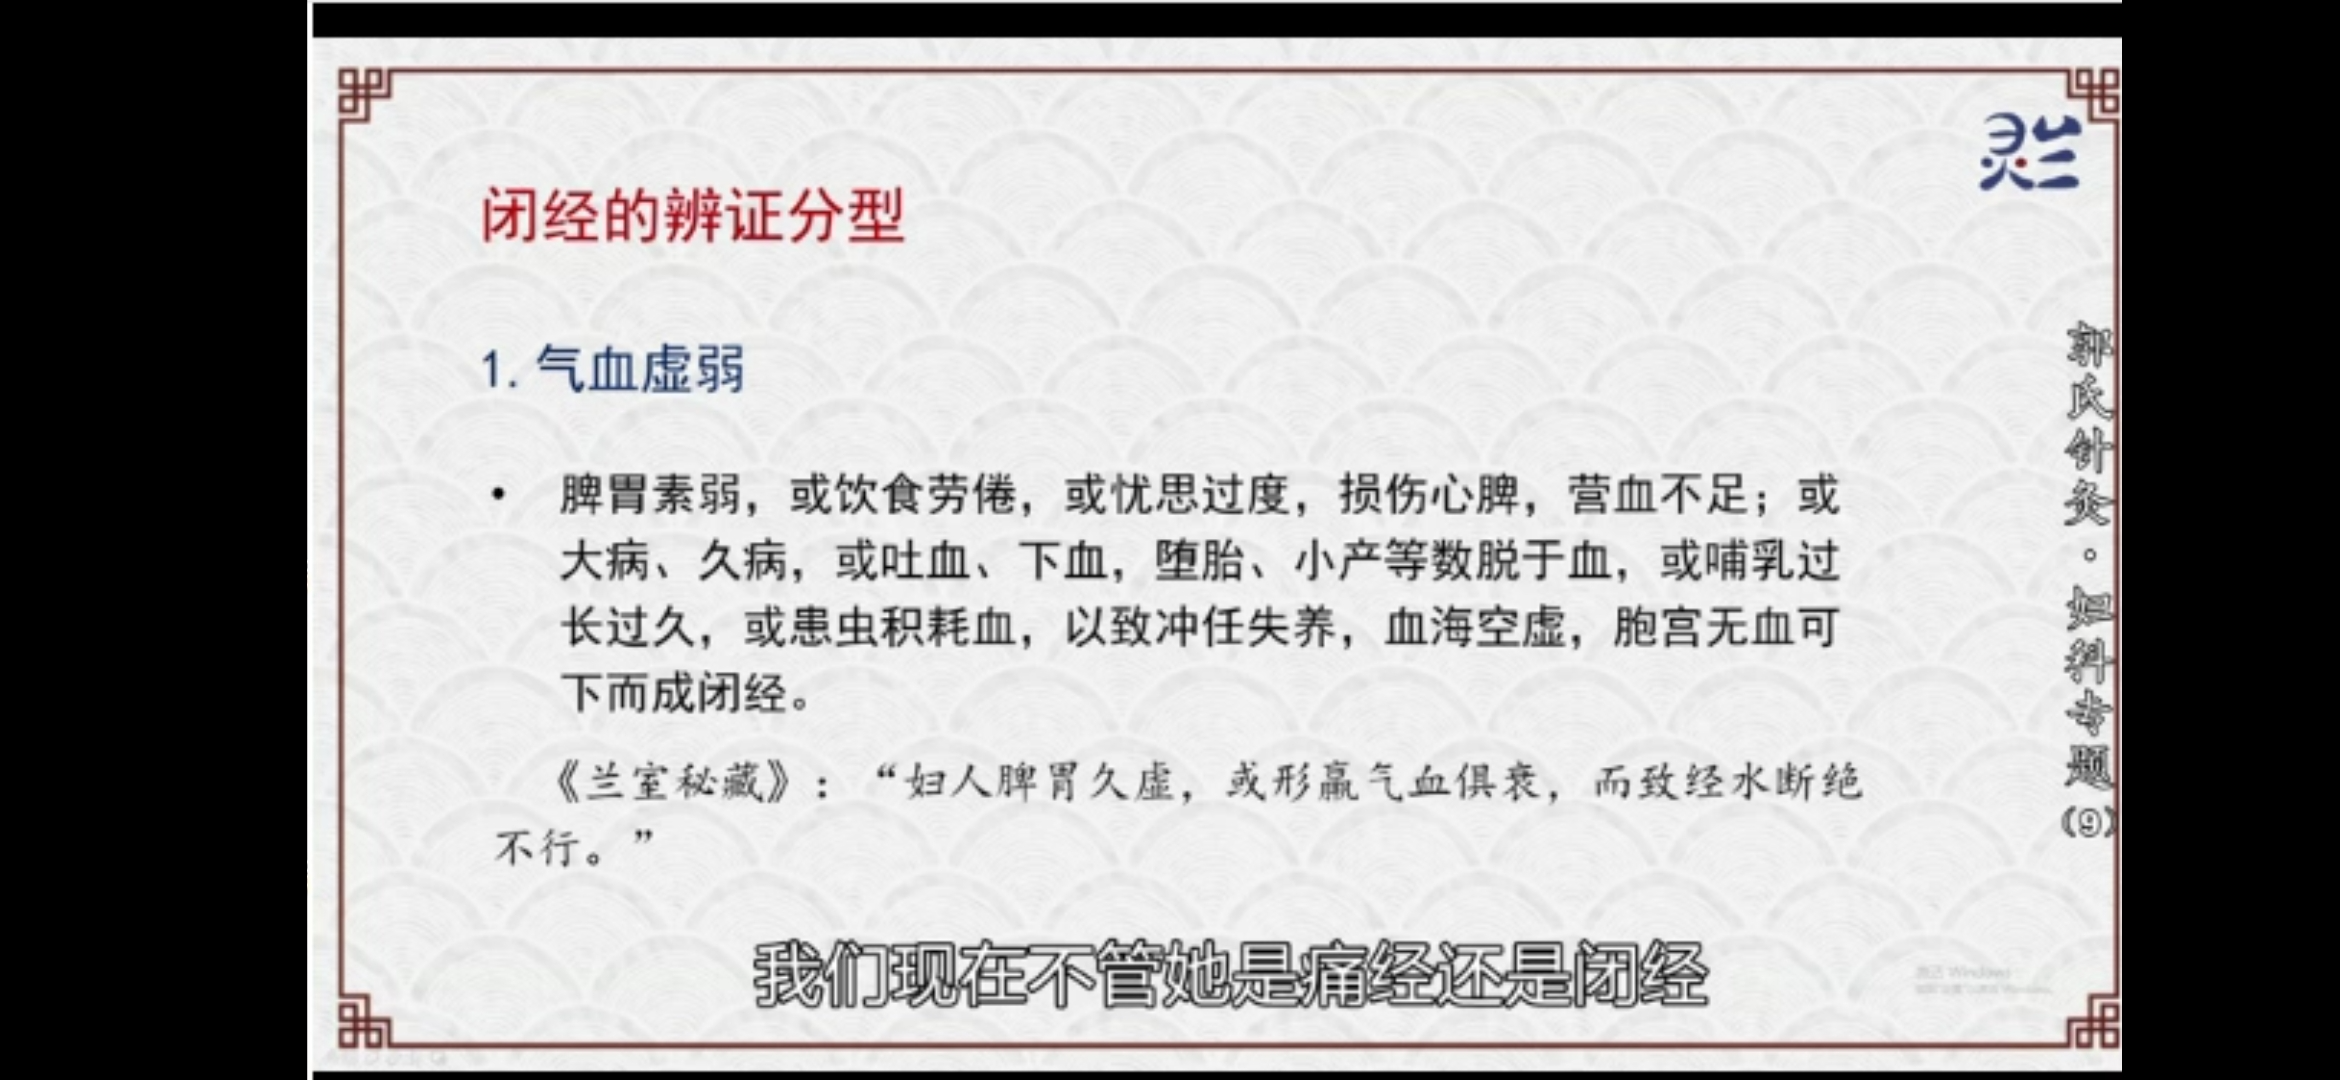 灵兰
闭经的辨证分型
1. 气血虚弱
• 脾胃素弱，或饮食劳倦，或忧思过度，损伤心脾，营血不足；或
大病、久病，或吐血、下血，堕胎、小产等数脱于血，或哺乳过
长过久，或患虫积耗血，以致冲任失养，血海空虚，胞宫无血可
下而成闭经。
《兰室秘藏》：“妇人脾胃久虚，或形羸气血俱衰，而致经水断绝
不行。”
郭氏针灸·妇科专题(9)
我们现在不管她是痛经还是闭经
激活 Windows